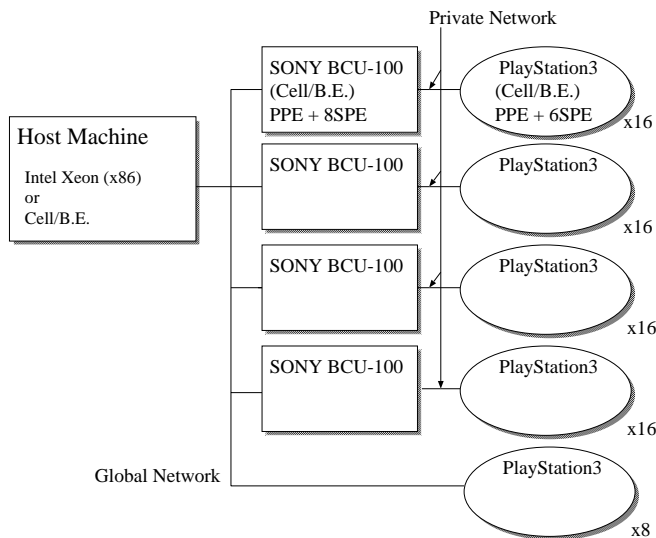 Private Network
SONY BCU-100
(Cell/B.E.)
PPE + 8SPE
PlayStation3
(Cell/B.E.)
PPE + 6SPE
x16
Host Machine
Intel Xeon (x86)
or
Cell/B.E.
SONY BCU-100
PlayStation3
x16
SONY BCU-100
PlayStation3
x16
SONY BCU-100
PlayStation3
x16
Global Network
PlayStation3
x8